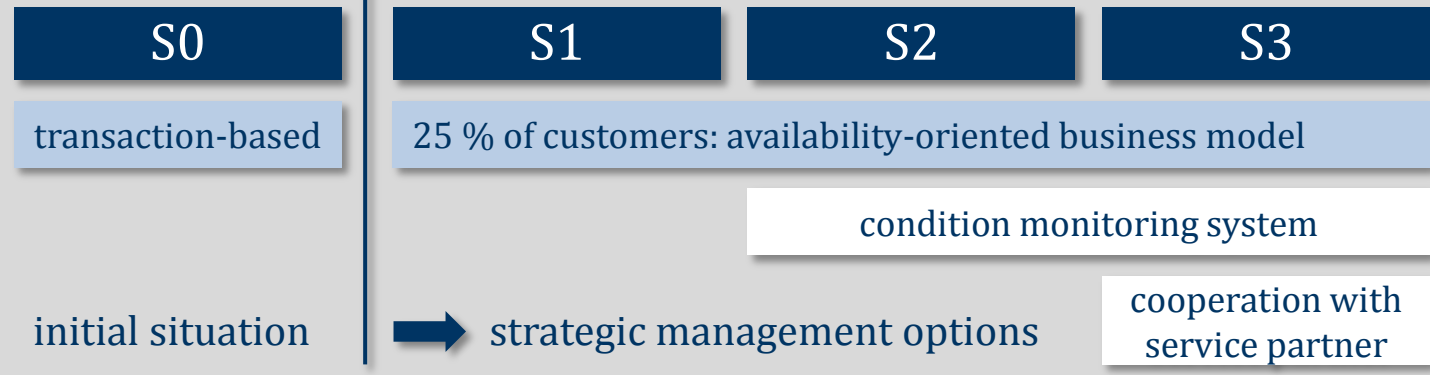 S0
S1
S2
S3
transaction-based
25 % of customers: availability-oriented business model
condition monitoring system
initial situation
strategic management options
cooperation with
service partner